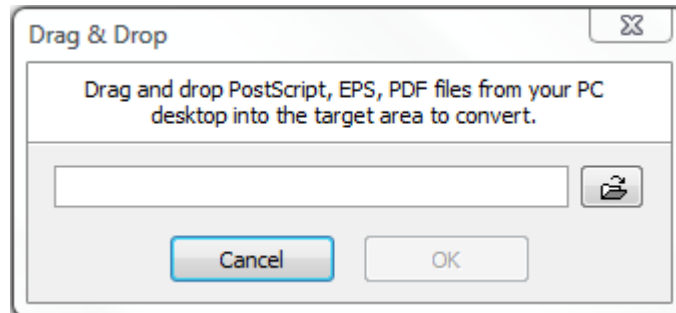 Drag & Drop
Drag and drop PostScript, EPS, PDF files from your PC
desktop into the target area to convert.
Cancel
OK